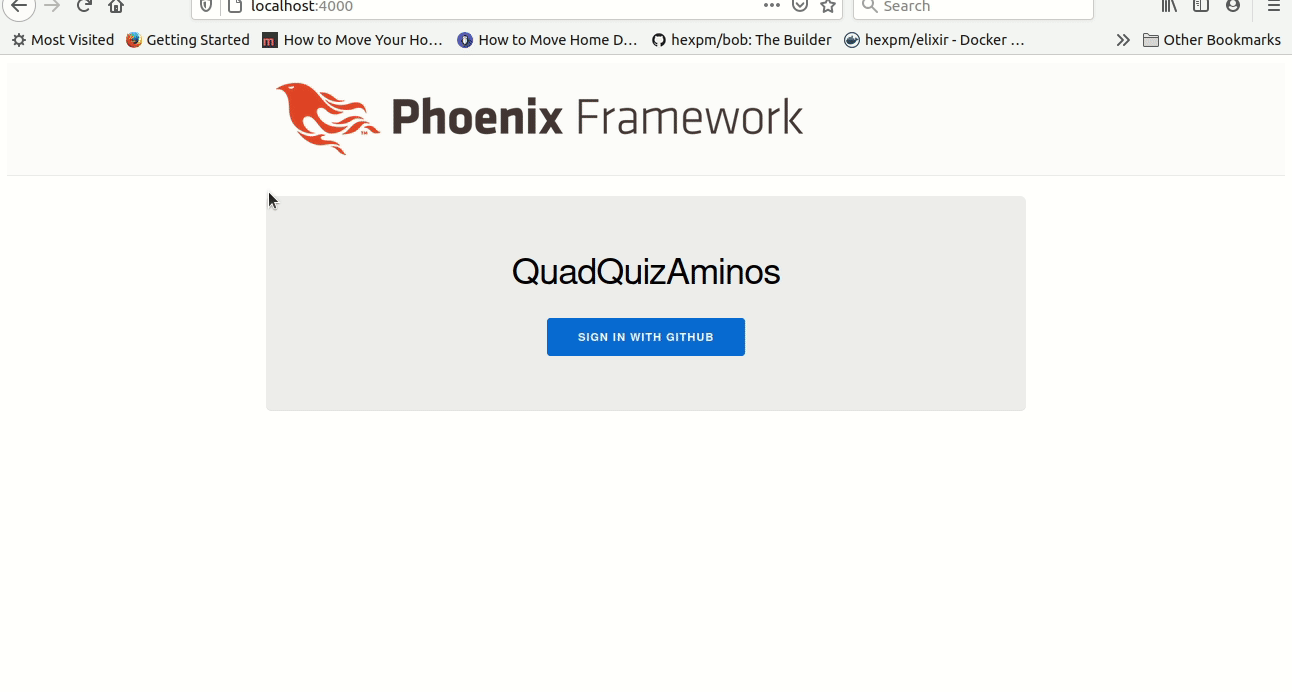 localhost:4000 ••• Search
Most Visited Getting Started How to Move Your Ho... How to Move Home D... hexpm/bob: The Builder hexpm/elixir - Docker ... Other Bookmarks
Phoenix Framework
™
QuadQuizAminos
SIGN IN WITH GITHUB